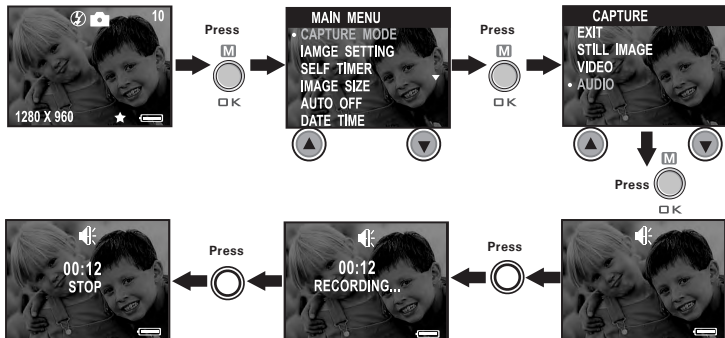 10
1280 X 960
Press
M
OK
MAIN MENU
• CAPTURE MODE
IAMGE SETTING
SELF TIMER
IMAGE SIZE
AUTO OFF
DATE TIME
Press
M
OK
CAPTURE
EXIT
STILL IMAGE
VIDEO
• AUDIO
M
Press
OK
Press
00:12
RECORDING...
Press
00:12
STOP